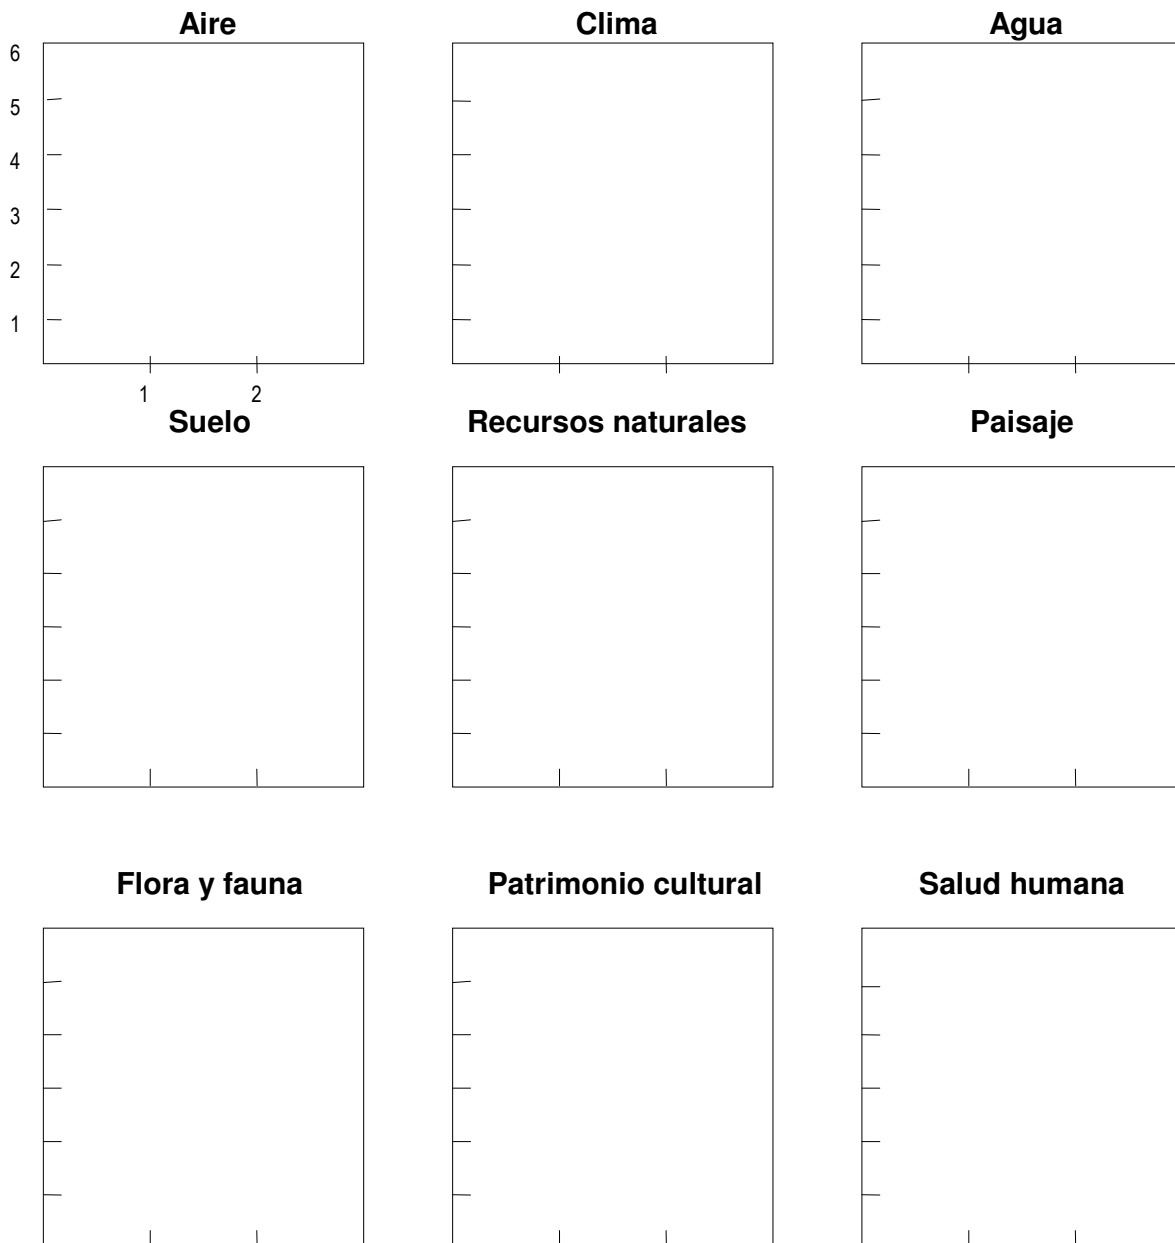 Aire Clima Agua
6
5
4
3
2
1
1 2
Suelo Recursos naturales Paisaje
Flora y fauna Patrimonio cultural Salud humana